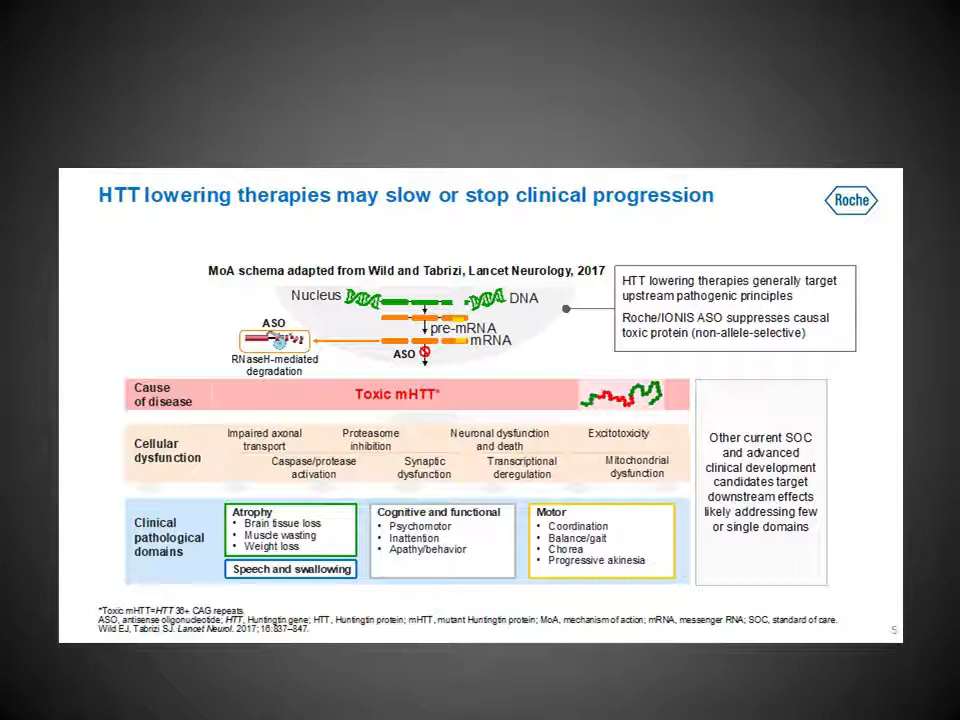 HTT lowering therapies may slow or stop clinical progression
Roche
MoA schema adapted from Wild and Tabrizi, Lancet Neurology, 2017
HTT lowering therapies generally target
upstream pathogenic principles
Roche/IONIS ASO suppresses causal
toxic protein (non-allele-selective)
Nucleus
DNA
pre-mRNA
mRNA
ASO
ASO
RNaseH-mediated
degradation
Cause
of disease
Toxic mHTT*
Cellular
dysfunction
Impaired axonal
transport
Proteasome
inhibition
Neuronal dysfunction
and death
Excitotoxicity
Caspase/protease
activation
Synaptic
dysfunction
Transcriptional
deregulation
Mitochondrial
dysfunction
Clinical
pathological
domains
Atrophy
• Brain tissue loss
• Muscle wasting
• Weight loss
Speech and swallowing
Cognitive and functional
• Psychomotor
• Inattention
• Apathy/behavior
Motor
• Coordination
• Balance/gait
• Chorea
• Progressive akinesia
Other current SOC
and advanced
clinical development
candidates target
downstream effects
likely addressing few
or single domains
*Toxic mHTT=HTT 36+ CAG repeats.
ASO, antisense oligonucleotide; HTT, Huntingtin gene; HTT, Huntingtin protein; mHTT, mutant Huntingtin protein; MoA, mechanism of action; mRNA, messenger RNA; SOC, standard of care.
Wild EJ, Tabrizi SJ. Lancet Neurol. 2017; 16:837–847.
5